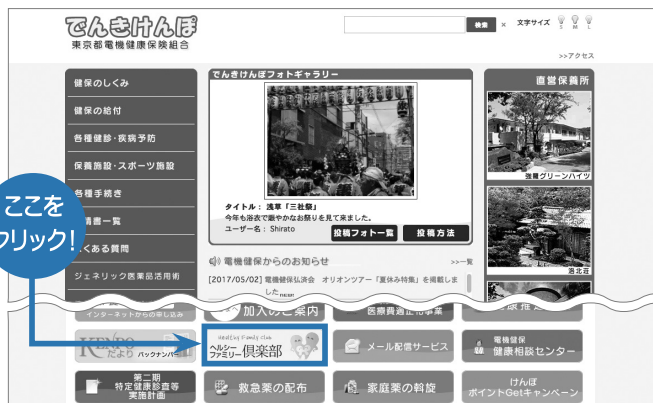 でんきけんぽ
東京都電機健康保険組合
検索
文字サイズ
S M L
>>アクセス
健保のしくみ
健保の給付
各種健診・疾病予防
保養施設・スポーツ施設
各種手続き
請書一覧
くある質問
ジェネリック医薬品活用術
ここを
クリック!
でんきけんぽフォトギャラリー
タイトル： 浅草「三社祭」
今年も浴衣で賑やかなお祭りを見て来ました。
ユーザー名： Shirato
投稿フォト一覧
投稿方法
電機健保からのお知らせ
>>一覧
[2017/05/02] 電機健保弘済会 オリオンツアー「夏休み特集」を掲載しま
した
直営保養所
強羅グリーンハイツ
洛北荘
インターネットからの申し込み
加入のご案内
医療費適正化事業
KENPO
だより バックナンバー
Healthy Family club
ヘルシー
ファミリー 倶楽部
メール配信サービス
電機健保
健康相談センター
第二期
特定健康診査等
実施計画
救急薬の配布
家庭薬の斡旋
けんぽ
ポイントGetキャンペーン